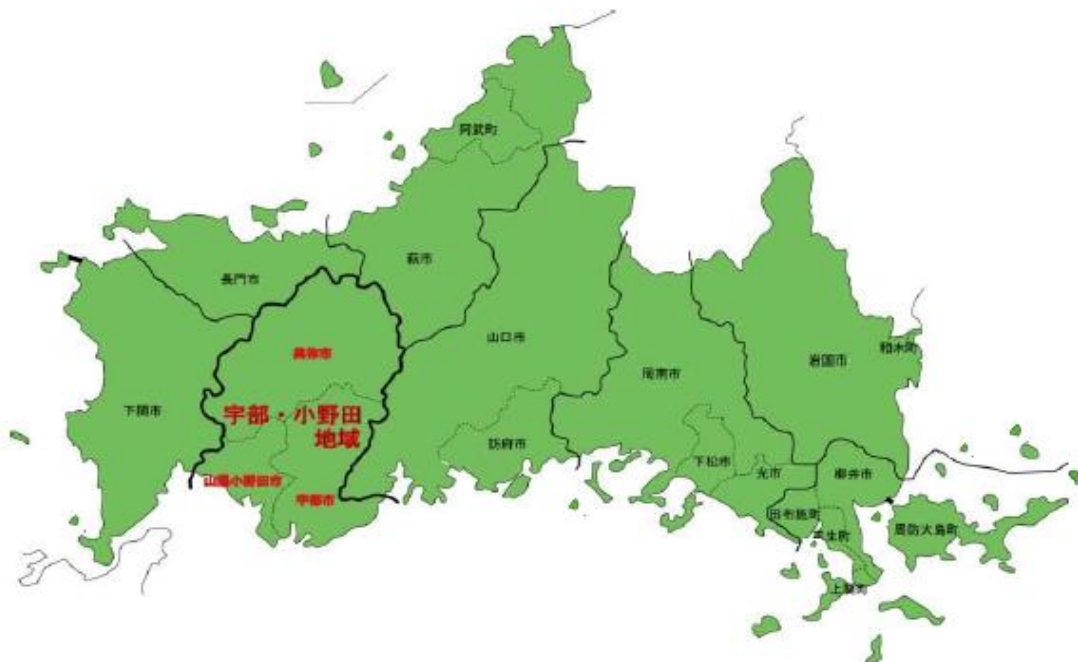 阿武町
萩市
長門市
山口市
美祢市
岩国市
和木町
周南市
下関市
宇部・小野田
地域
防府市
下松市
光市
柳井市
山陽小野田市
宇部市
田布施町
平生町
周防大島町
上関町